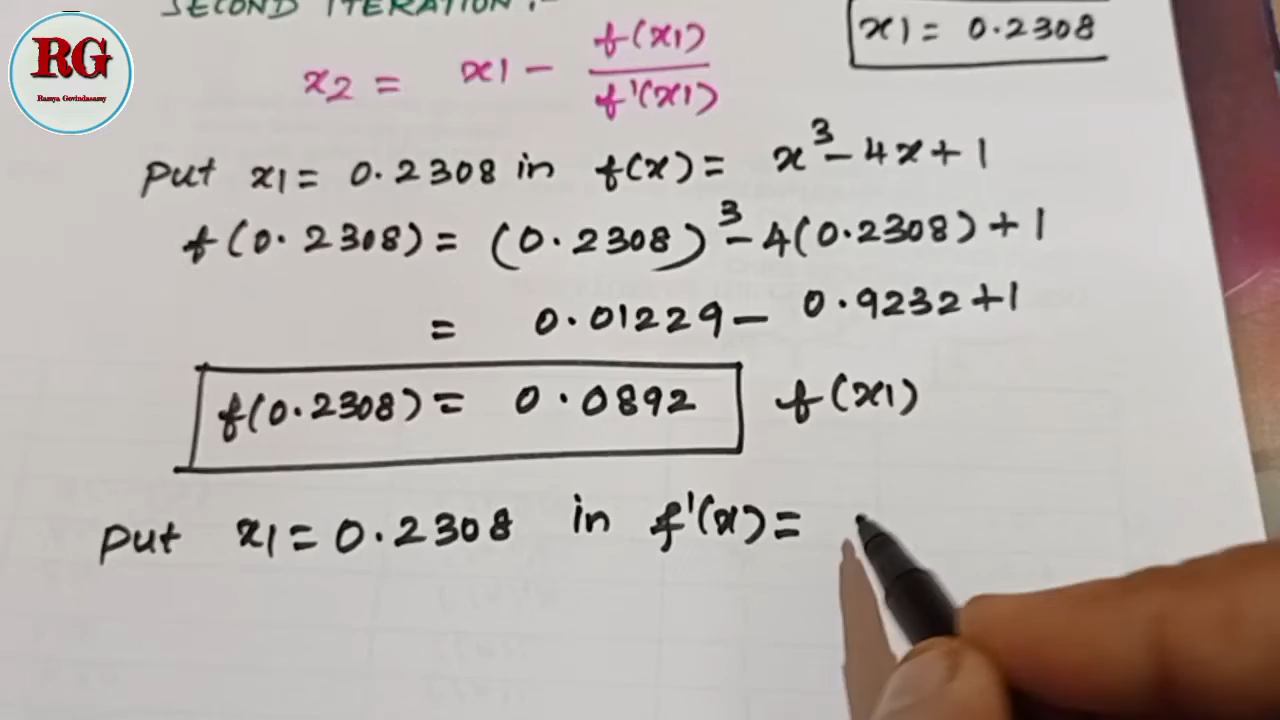 RG
Ramya Govindasamy
SECOND ITERATION :-
x1 = 0.2308
x2 = x1 - f(x1) / f'(x1)
put x1 = 0.2308 in f(x) = x³ - 4x + 1
f(0.2308) = (0.2308)³ - 4(0.2308) + 1
= 0.01229 - 0.9232 + 1
f(0.2308) = 0.0892 f(x1)
put x1 = 0.2308 in f'(x) =